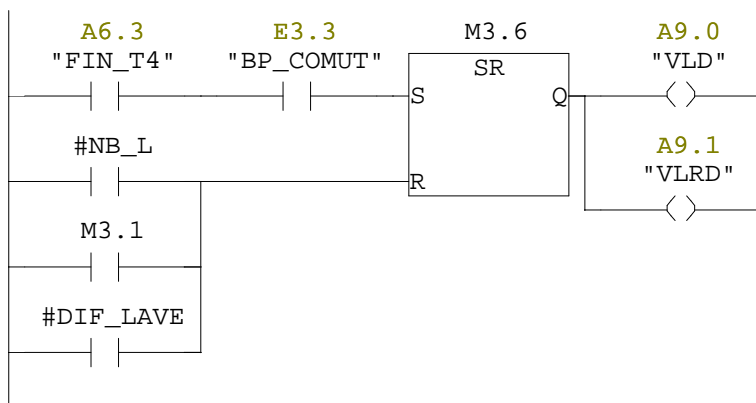 A6.3 E3.3 M3.6 A9.0
"FIN_T4" "BP_COMUT" SR "VLD"
S Q
#NB_L A9.1
"VLRD"
R
M3.1
#DIF_LAVE